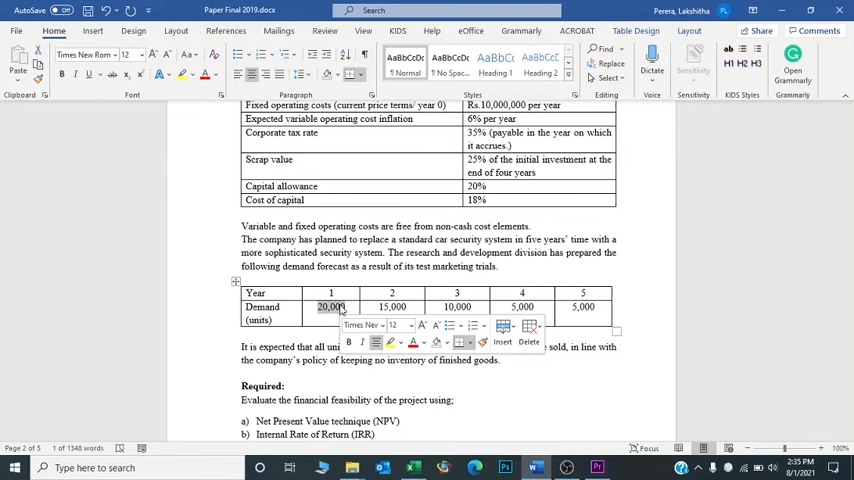 AutoSave Off Paper Final 2019.docx Search Perera, Lakshitha PL
File Home Insert Draw Design Layout References Mailings Review View KIDS Help eOffice Grammarly ACROBAT Table Design Layout Share Comments
Times New Rom 12 AaBbCcDc AaBbCcDc AaBbCc AaBbCcC Find ab
Paste Replace Dictate Sensitivity H1 H2 H3 Open Grammarly
¶ Normal ¶ No Spac... Heading 1 Heading 2 Select
Clipboard Font Paragraph Styles Editing Voice Sensitivity KIDS Styles Grammarly
Fixed operating costs (current price terms/ year 0) Rs.10,000,000 per year
Expected variable operating cost inflation 6% per year
Corporate tax rate 35% (payable in the year on which
it accrues.)
Scrap value 25% of the initial investment at the
end of four years
Capital allowance 20%
Cost of capital 18%
Variable and fixed operating costs are free from non-cash cost elements.
The company has planned to replace a standard car security system in five years' time with a
more sophisticated security system. The research and development division has prepared the
following demand forecast as a result of its test marketing trials.
Year 1 2 3 4 5
Demand 20,000 15,000 10,000 5,000 5,000
(units)
Times New 12 Insert Delete
It is expected that all uni e sold, in line with
the company's policy of keeping no inventory of finished goods.
Required:
Evaluate the financial feasibility of the project using;
a) Net Present Value technique (NPV)
b) Internal Rate of Return (IRR)
Page 2 of 5 1 of 1348 words Focus 100%
Type here to search 2:35 PM
8/1/2021